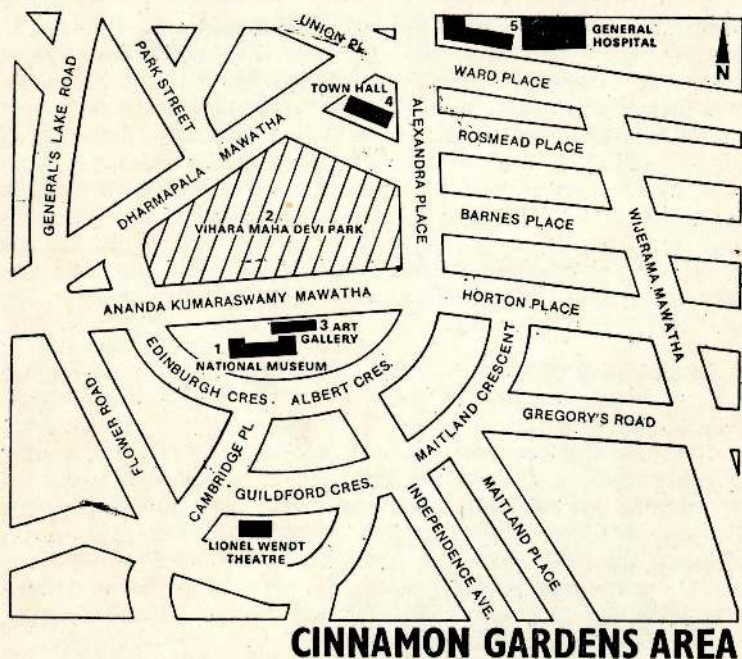 UNION PL.
5
GENERAL
HOSPITAL
N
PARK STREET
WARD PLACE
TOWN HALL
4
GENERAL'S LAKE ROAD
DHARMAPALA MAWATHA
ALEXANDRA PLACE
ROSMEAD PLACE
2
VIHARA MAHA DEVI PARK
BARNES PLACE
WIJERAMA MAWATHA
ANANDA KUMARASWAMY MAWATHA
HORTON PLACE
3 ART
GALLERY
1
NATIONAL MUSEUM
EDINBURGH CRES.
ALBERT CRES.
MAITLAND CRESCENT
GREGORY'S ROAD
FLOWER ROAD
CAMBRIDGE PL
GUILDFORD CRES.
INDEPENDENCE AVE.
MAITLAND PLACE
LIONEL WENDT
THEATRE
CINNAMON GARDENS AREA